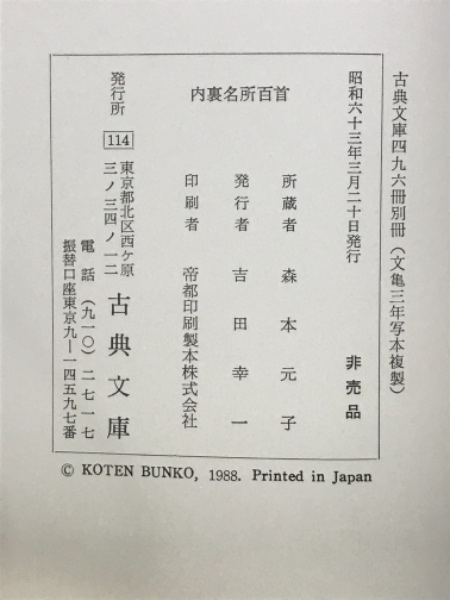 古典文庫四九六冊別冊（文亀三年写本複製）
昭和六十三年三月二十日発行　非売品
内裏名所百首
所蔵者　森本元子
発行者　吉田幸一
印刷者　帝都印刷製本株式会社
発行所
114
東京都北区西ケ原
三ノ三四ノ一二
古典文庫
電話（九一〇）二七一七
振替口座東京九―一四五九七番
© KOTEN BUNKO, 1988. Printed in Japan